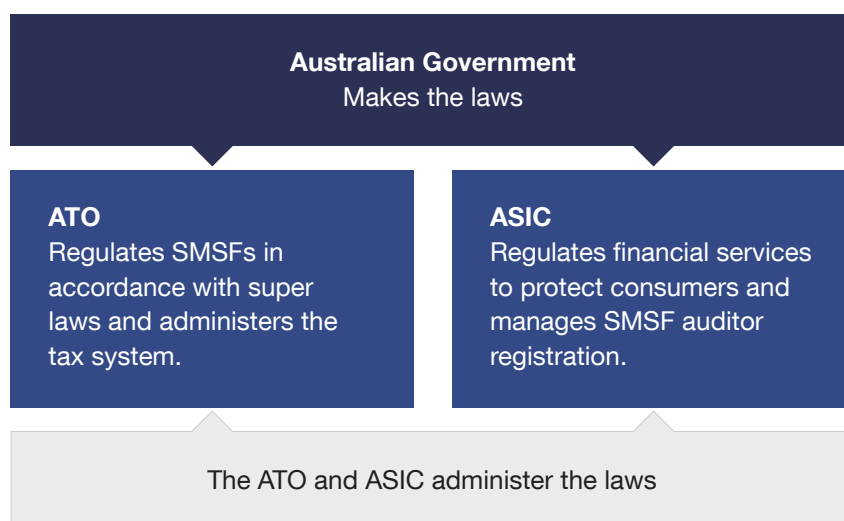 Australian Government
Makes the laws
ATO
Regulates SMSFs in
accordance with super
laws and administers the
tax system.
ASIC
Regulates financial services
to protect consumers and
manages SMSF auditor
registration.
The ATO and ASIC administer the laws